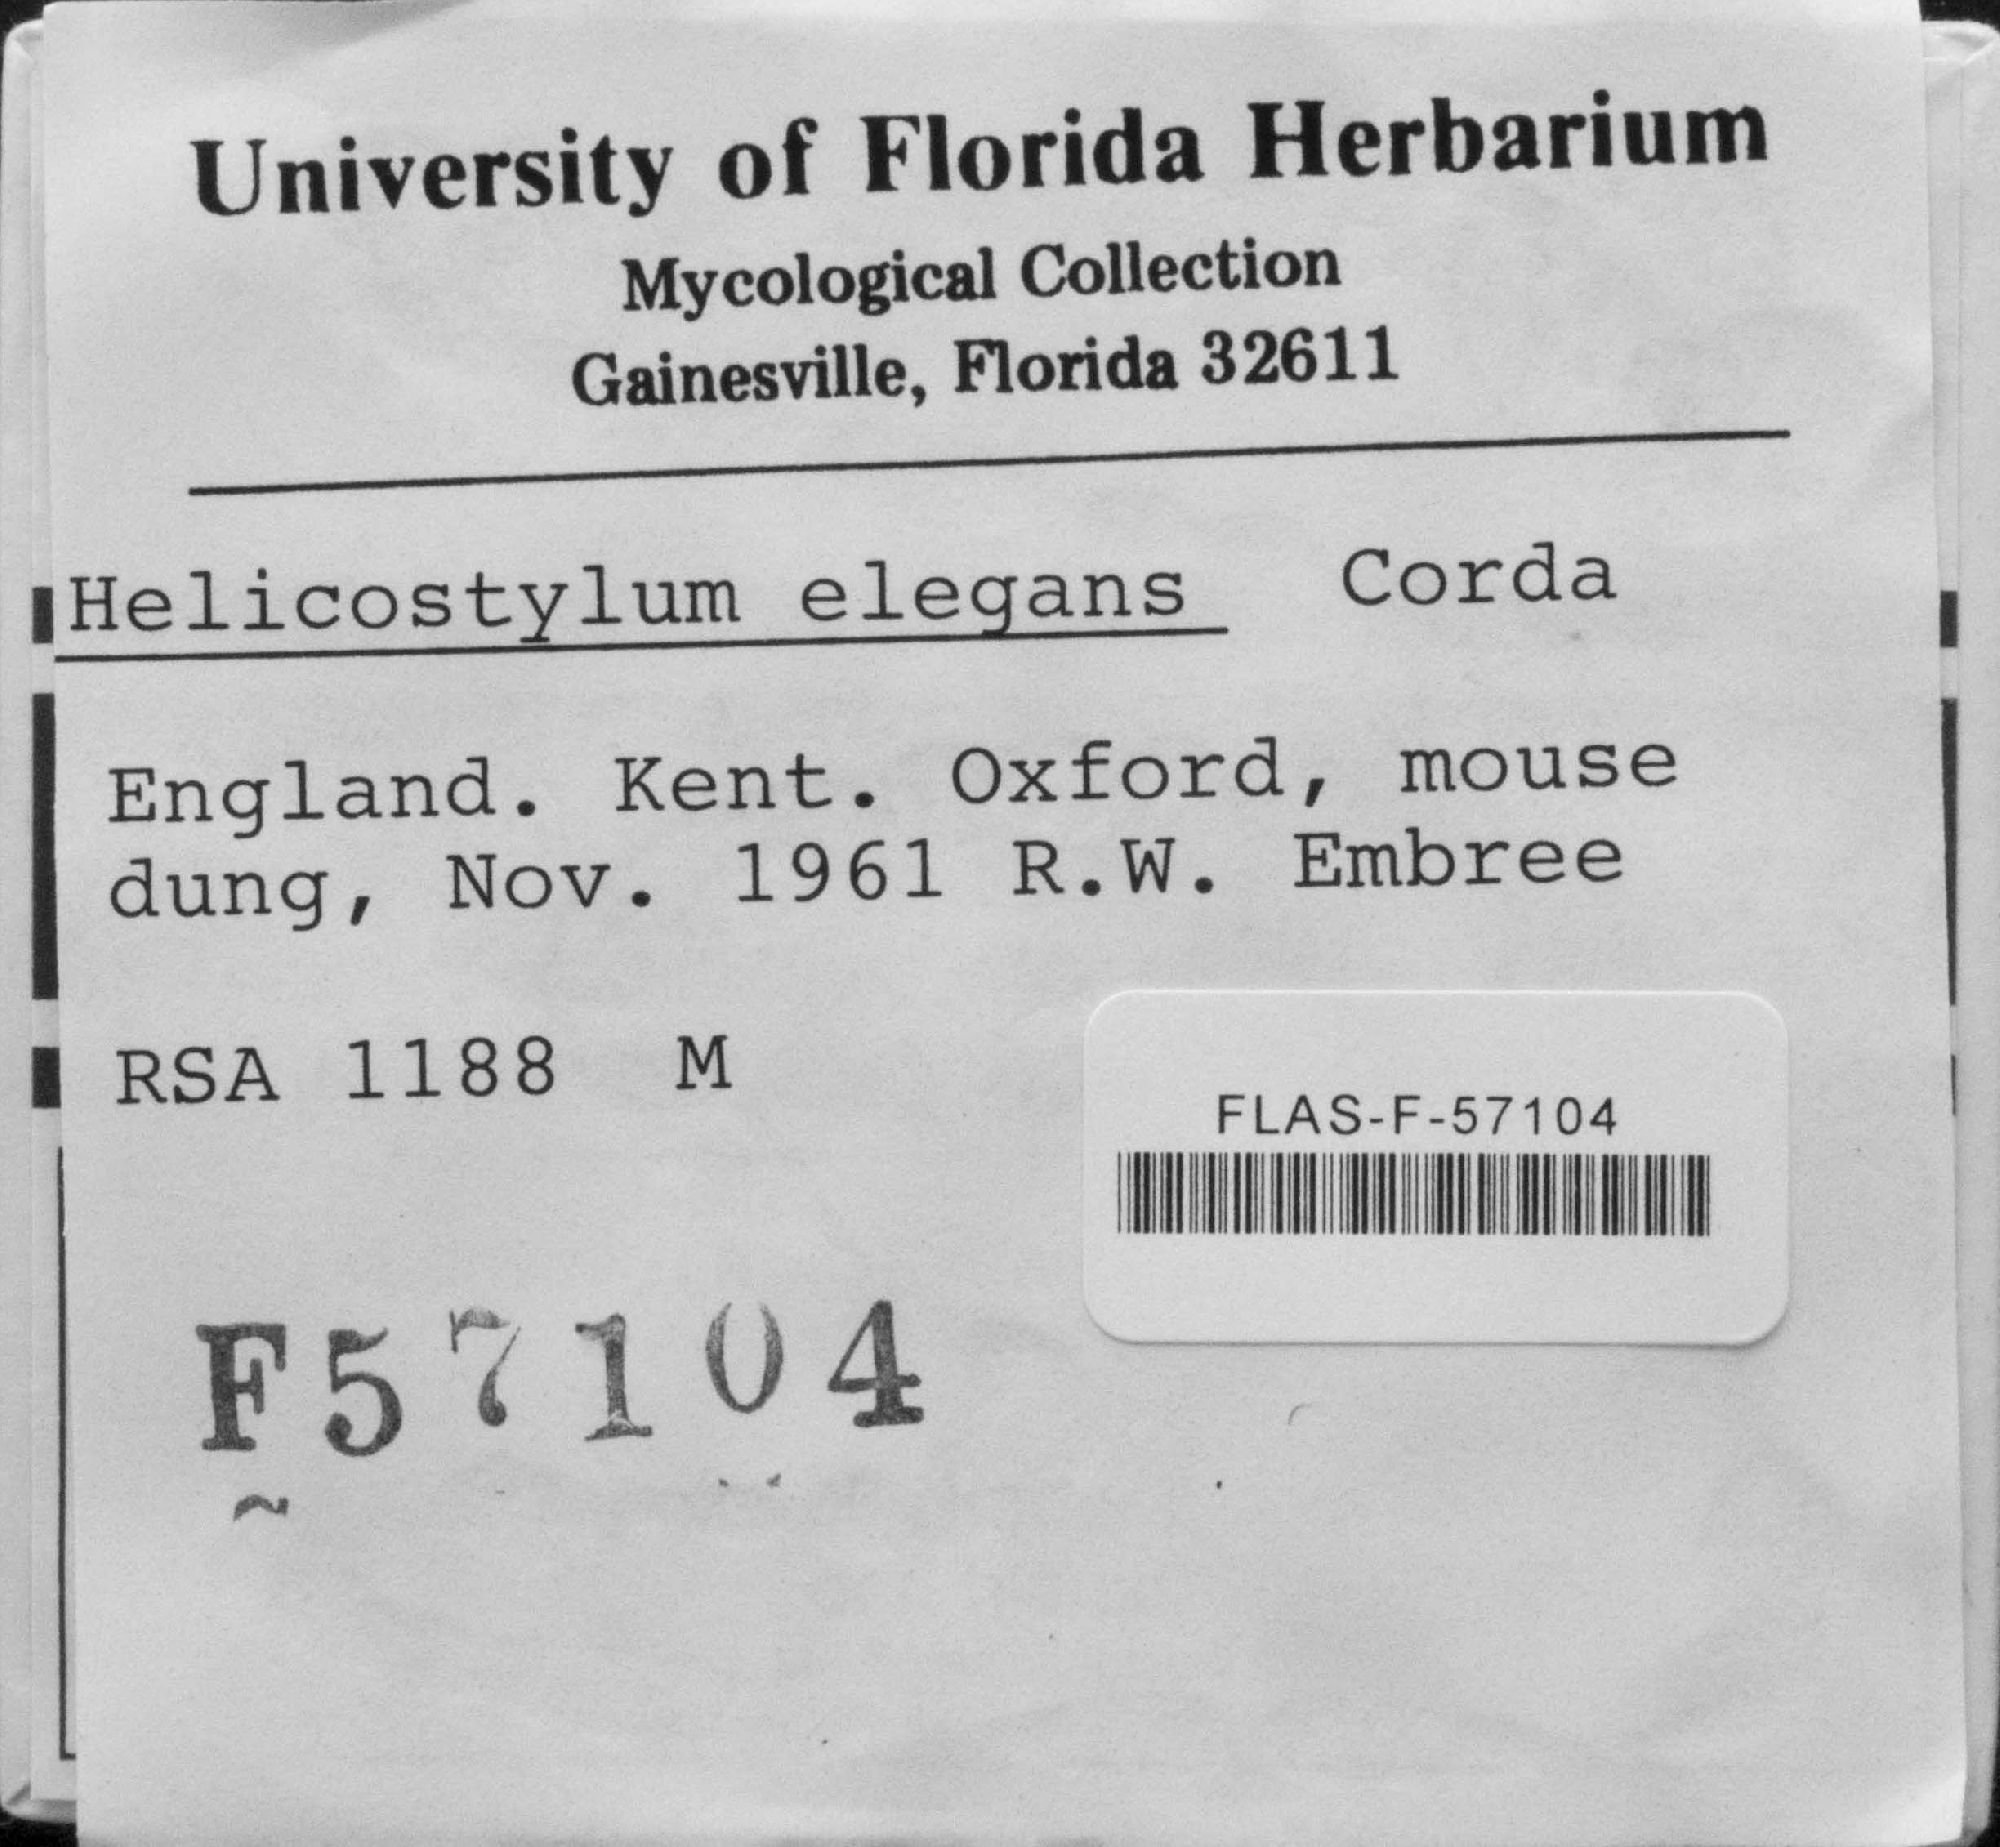 University of Florida Herbarium
Mycological Collection
Gainesville, Florida 32611
Helicostylum elegans Corda
England. Kent. Oxford, mouse
dung, Nov. 1961 R.W. Embree
RSA 1188 M
FLAS-F-57104
F57104